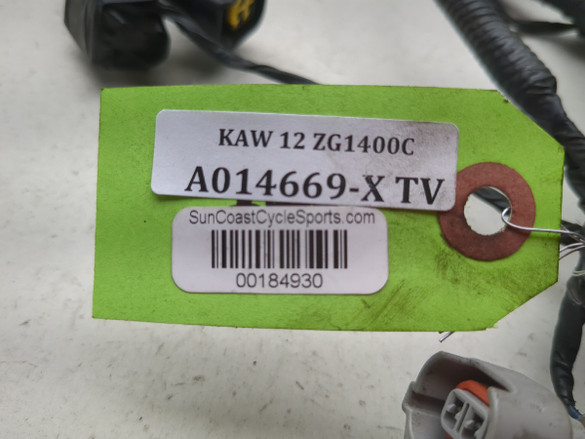 KAW 12 ZG1400C
A014669-X TV
SunCoastCycleSports.com
00184930